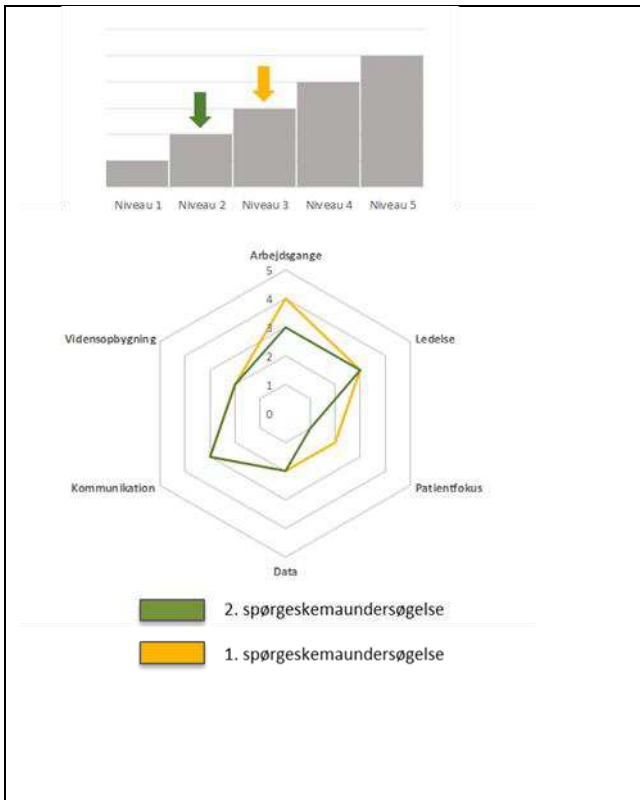 Niveau 1 Niveau 2 Niveau 3 Niveau 4 Niveau 5
Arbejdsgange
5
4
Vidensopbygning 3 Ledelse
2
1
0
Kommunikation Patientfokus
Data
2. spørgeskemaundersøgelse
1. spørgeskemaundersøgelse